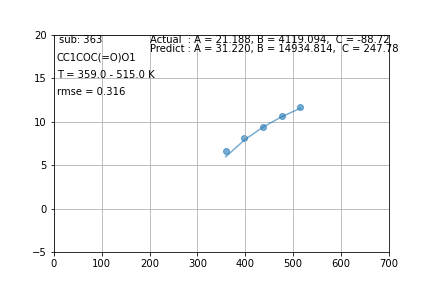 sub: 363
Actual : A = 21.188, B = 4119.094, C = -88.72
Predict : A = 31.220, B = 14934.814, C = 247.78
CC1COC(=O)O1
T = 359.0 - 515.0 K
rmse = 0.316
20
15
10
5
0
−5
0 100 200 300 400 500 600 700